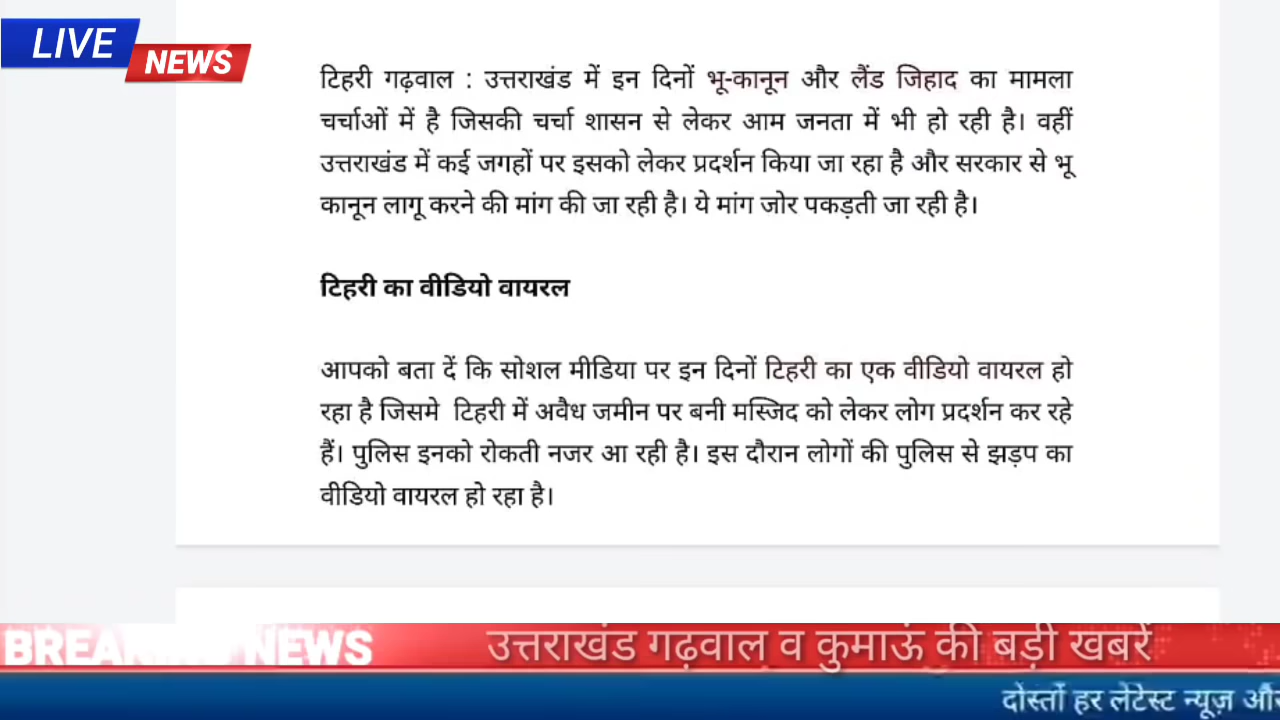 LIVE
NEWS
टिहरी गढ़वाल : उत्तराखंड में इन दिनों भू-कानून और लैंड जिहाद का मामला
चर्चाओं में है जिसकी चर्चा शासन से लेकर आम जनता में भी हो रही है। वहीं
उत्तराखंड में कई जगहों पर इसको लेकर प्रदर्शन किया जा रहा है और सरकार से भू
कानून लागू करने की मांग की जा रही है। ये मांग जोर पकड़ती जा रही है।
टिहरी का वीडियो वायरल
आपको बता दें कि सोशल मीडिया पर इन दिनों टिहरी का एक वीडियो वायरल हो
रहा है जिसमे टिहरी में अवैध जमीन पर बनी मस्जिद को लेकर लोग प्रदर्शन कर रहे
हैं। पुलिस इनको रोकती नजर आ रही है। इस दौरान लोगों की पुलिस से झड़प का
वीडियो वायरल हो रहा है।
BREAKING NEWS
उत्तराखंड गढ़वाल व कुमाऊं की बड़ी खबरें
दोस्तों हर लेटेस्ट न्यूज़